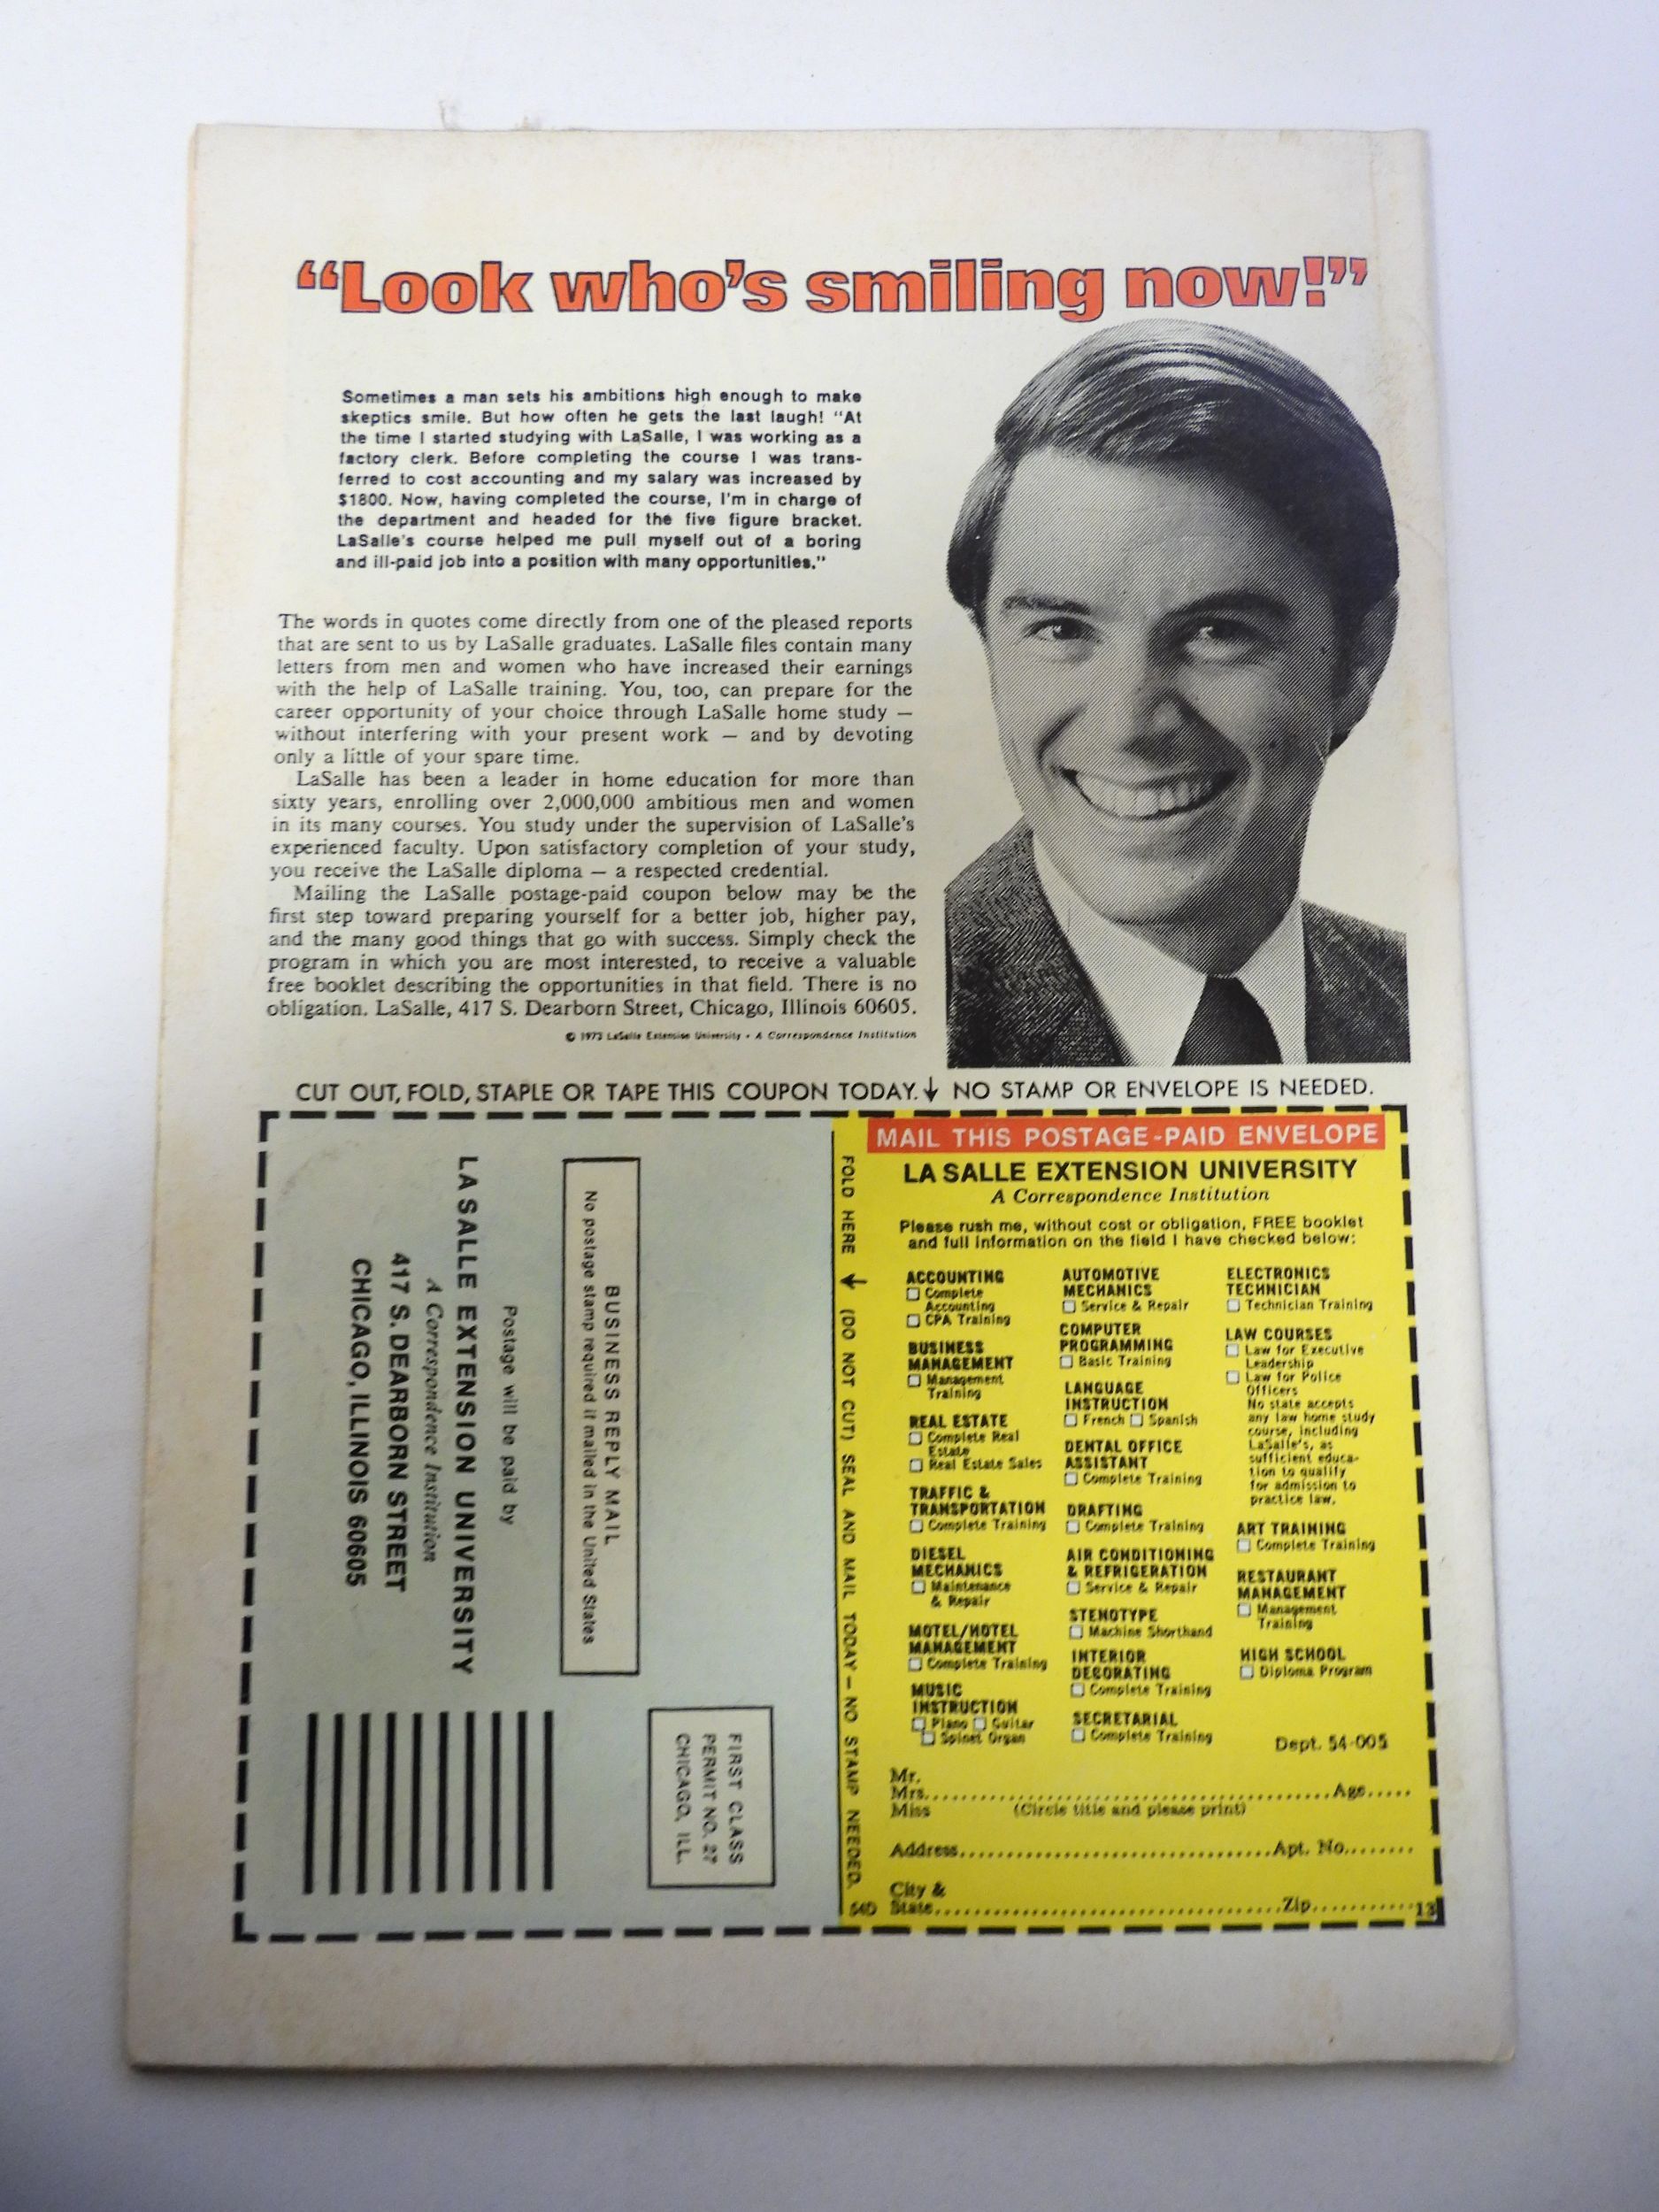 “Look who’s smiling now!”
Sometimes a man sets his ambitions high enough to make
skeptics smile. But how often he gets the last laugh! “At
the time I started studying with LaSalle, I was working as a
factory clerk. Before completing the course I was trans-
ferred to cost accounting and my salary was increased by
$1800. Now, having completed the course, I'm in charge of
the department and headed for the five figure bracket.
LaSalle's course helped me pull myself out of a boring
and ill-paid job into a position with many opportunities.”
The words in quotes come directly from one of the pleased reports
that are sent to us by LaSalle graduates. LaSalle files contain many
letters from men and women who have increased their earnings
with the help of LaSalle training. You, too, can prepare for the
career opportunity of your choice through LaSalle home study —
without interfering with your present work — and by devoting
only a little of your spare time.
LaSalle has been a leader in home education for more than
sixty years, enrolling over 2,000,000 ambitious men and women
in its many courses. You study under the supervision of LaSalle's
experienced faculty. Upon satisfactory completion of your study,
you receive the LaSalle diploma — a respected credential.
Mailing the LaSalle postage-paid coupon below may be the
first step toward preparing yourself for a better job, higher pay,
and the many good things that go with success. Simply check the
program in which you are most interested, to receive a valuable
free booklet describing the opportunities in that field. There is no
obligation. LaSalle, 417 S. Dearborn Street, Chicago, Illinois 60605.
© 1973 LaSalle Extension University • A Correspondence Institution
CUT OUT, FOLD, STAPLE OR TAPE THIS COUPON TODAY. ↓ NO STAMP OR ENVELOPE IS NEEDED.
FIRST CLASS
PERMIT NO. 27
CHICAGO, ILL.
BUSINESS REPLY MAIL
No postage stamp required if mailed in the United States
Postage will be paid by
LA SALLE EXTENSION UNIVERSITY
A Correspondence Institution
417 S. DEARBORN STREET
CHICAGO, ILLINOIS 60605
FOLD HERE ↓ (DO NOT CUT) SEAL AND MAIL TODAY — NO STAMP NEEDED.
MAIL THIS POSTAGE-PAID ENVELOPE
LA SALLE EXTENSION UNIVERSITY
A Correspondence Institution
Please rush me, without cost or obligation, FREE booklet
and full information on the field I have checked below:
ACCOUNTING
☐ Complete
Accounting
☐ CPA Training
BUSINESS
MANAGEMENT
☐ Management
Training
REAL ESTATE
☐ Complete Real
Estate
☐ Real Estate Sales
TRAFFIC &
TRANSPORTATION
☐ Complete Training
DIESEL
MECHANICS
☐ Maintenance
& Repair
MOTEL/HOTEL
MANAGEMENT
☐ Complete Training
MUSIC
INSTRUCTION
☐ Piano ☐ Guitar
☐ Spinet Organ
AUTOMOTIVE
MECHANICS
☐ Service & Repair
COMPUTER
PROGRAMMING
☐ Basic Training
LANGUAGE
INSTRUCTION
☐ French ☐ Spanish
DENTAL OFFICE
ASSISTANT
☐ Complete Training
DRAFTING
☐ Complete Training
AIR CONDITIONING
& REFRIGERATION
☐ Service & Repair
STENOTYPE
☐ Machine Shorthand
INTERIOR
DECORATING
☐ Complete Training
SECRETARIAL
☐ Complete Training
ELECTRONICS
TECHNICIAN
☐ Technician Training
LAW COURSES
☐ Law for Executive
Leadership
☐ Law for Police
Officers
No state accepts
any law home study
course, including
LaSalle's, as
sufficient educa-
tion to qualify
for admission to
practice law.
ART TRAINING
☐ Complete Training
RESTAURANT
MANAGEMENT
☐ Management
Training
HIGH SCHOOL
☐ Diploma Program
Dept. 54-005
Mr.
Mrs. Age
Miss (Circle title and please print)
Address Apt. No.
City &
540 State Zip 13